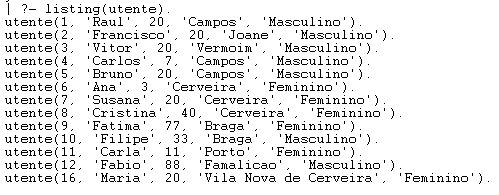 | ?- listing(utente).
utente(1, 'Raul', 20, 'Campos', 'Masculino').
utente(2, 'Francisco', 20, 'Joane', 'Masculino').
utente(3, 'Vitor', 20, 'Vermoim', 'Masculino').
utente(4, 'Carlos', 7, 'Campos', 'Masculino').
utente(5, 'Bruno', 20, 'Campos', 'Masculino').
utente(6, 'Ana', 3, 'Cerveira', 'Feminino').
utente(7, 'Susana', 20, 'Cerveira', 'Feminino').
utente(8, 'Cristina', 40, 'Cerveira', 'Feminino').
utente(9, 'Fatima', 77, 'Braga', 'Feminino').
utente(10, 'Filipe', 33, 'Braga', 'Masculino').
utente(11, 'Carla', 11, 'Porto', 'Feminino').
utente(12, 'Fabio', 88, 'Famalicao', 'Masculino').
utente(16, 'Maria', 20, 'Vila Nova de Cerveira', 'Feminino').